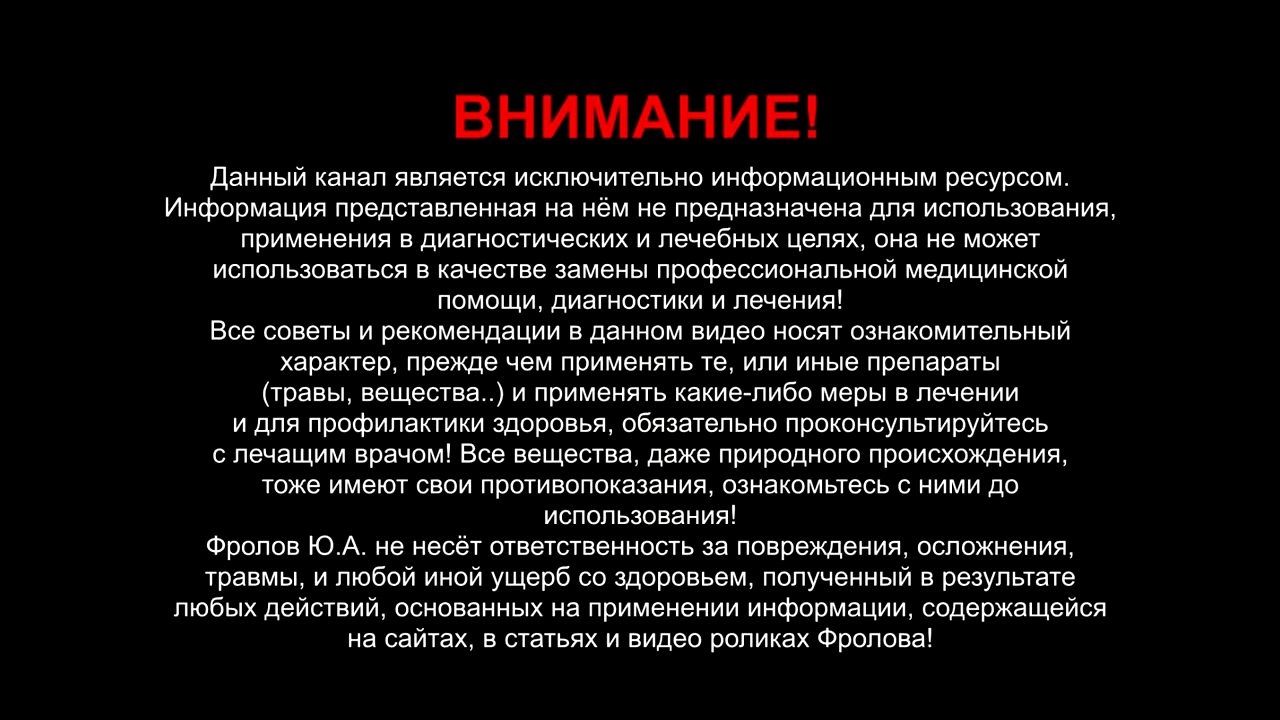 ВНИМАНИЕ!
Данный канал является исключительно информационным ресурсом.
Информация представленная на нём не предназначена для использования,
применения в диагностических и лечебных целях, она не может
использоваться в качестве замены профессиональной медицинской
помощи, диагностики и лечения!
Все советы и рекомендации в данном видео носят ознакомительный
характер, прежде чем применять те, или иные препараты
(травы, вещества..) и применять какие-либо меры в лечении
и для профилактики здоровья, обязательно проконсультируйтесь
с лечащим врачом! Все вещества, даже природного происхождения,
тоже имеют свои противопоказания, ознакомьтесь с ними до
использования!
Фролов Ю.А. не несёт ответственность за повреждения, осложнения,
травмы, и любой иной ущерб со здоровьем, полученный в результате
любых действий, основанных на применении информации, содержащейся
на сайтах, в статьях и видео роликах Фролова!